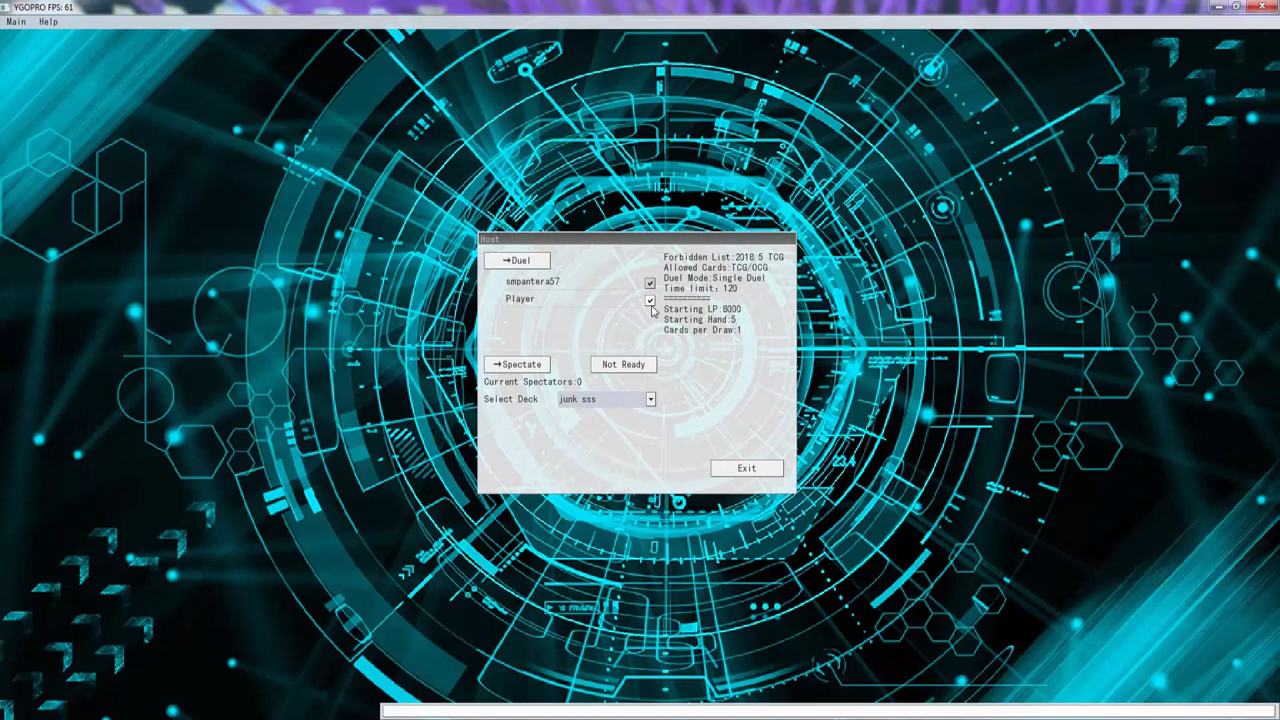 YGOPRO FPS: 61
Main Help
Host
→Duel
smpantera57
Player
Forbidden List:2018.5 TCG
Allowed Cards:TCG/OCG
Duel Mode:Single Duel
Time limit: 120
==========
Starting LP:8000
Starting Hand:5
Cards per Draw:1
→Spectate
Not Ready
Current Spectators:0
Select Deck
junk sss
Exit
23.4